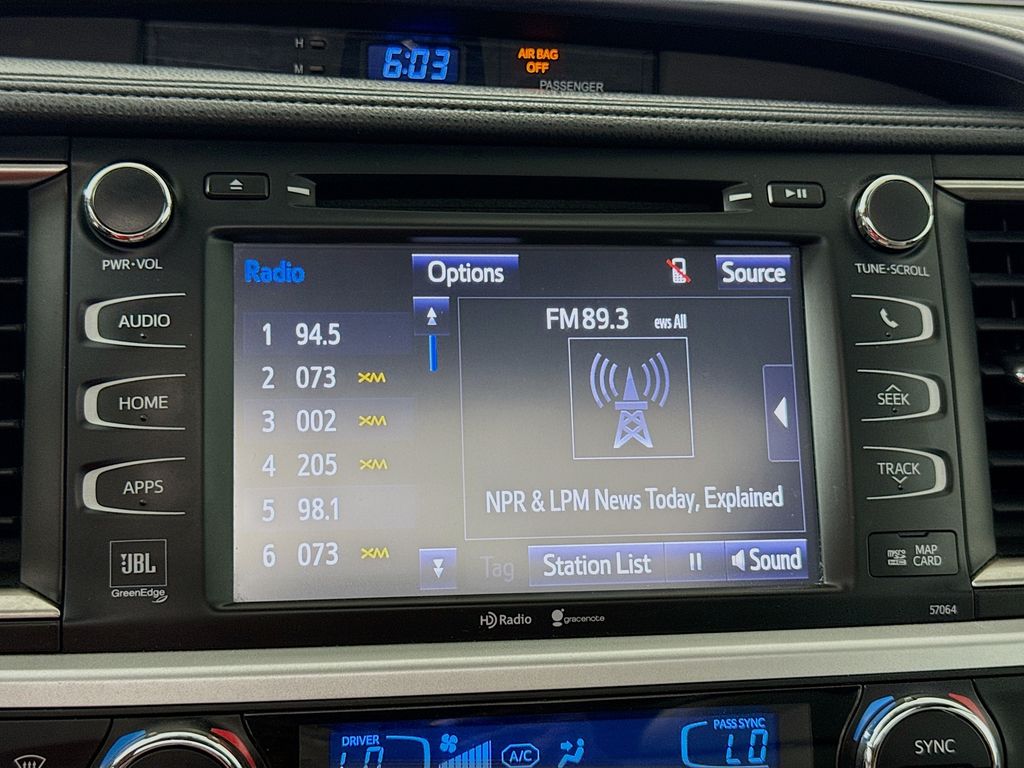 H
M
6:03
AIR BAG
OFF
PASSENGER
PWR•VOL
TUNE•SCROLL
AUDIO
HOME
APPS
JBL
GreenEdge
Radio
Options
Source
1 94.5
2 073 XM
3 002 XM
4 205 XM
5 98.1
6 073 XM
FM 89.3 ews All
NPR & LPM News Today, Explained
Tag
Station List
Sound
SEEK
TRACK
MAP
CARD
HD Radio
gracenote
57064
DRIVER
LO
A/C
PASS SYNC
LO
SYNC